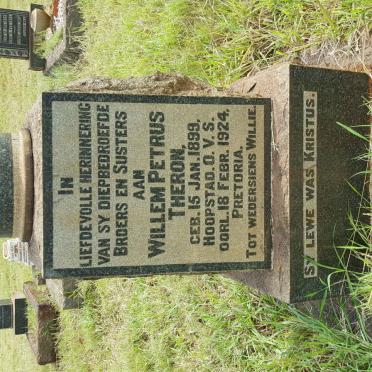 'N
LIEFDEVOLLE HERINNERING
VAN SY DIEPBEDROEFDE
BROERS EN SUSTERS
AAN
WILLEM PETRUS
THERON,
GEB. 15 JAN. 1899.
HOOPSTAD. O. V. S.
OORL. 18 FEBR. 1924.
PRETORIA.
TOT WEDERSIENS WILLIE.
SY LEWE WAS KRISTUS.